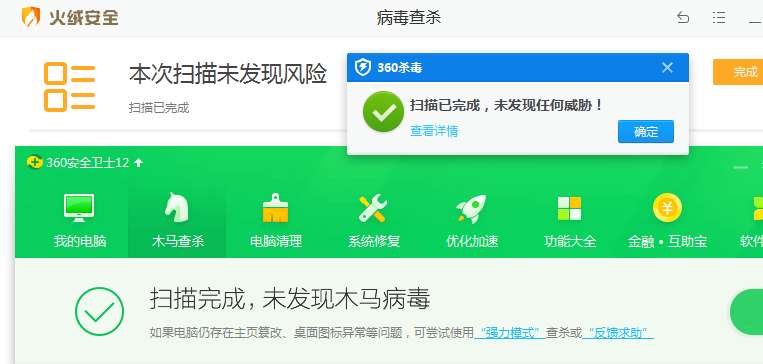 火绒安全
病毒查杀
本次扫描未发现风险
扫描已完成
完成
360杀毒
扫描已完成，未发现任何威胁！
查看详情
确定
360安全卫士12
我的电脑 木马查杀 电脑清理 系统修复 优化加速 功能大全 金融·互助宝 软件
扫描完成，未发现木马病毒
如果电脑仍存在主页篡改、桌面图标异常等问题，可尝试使用“强力模式”查杀或“反馈求助”